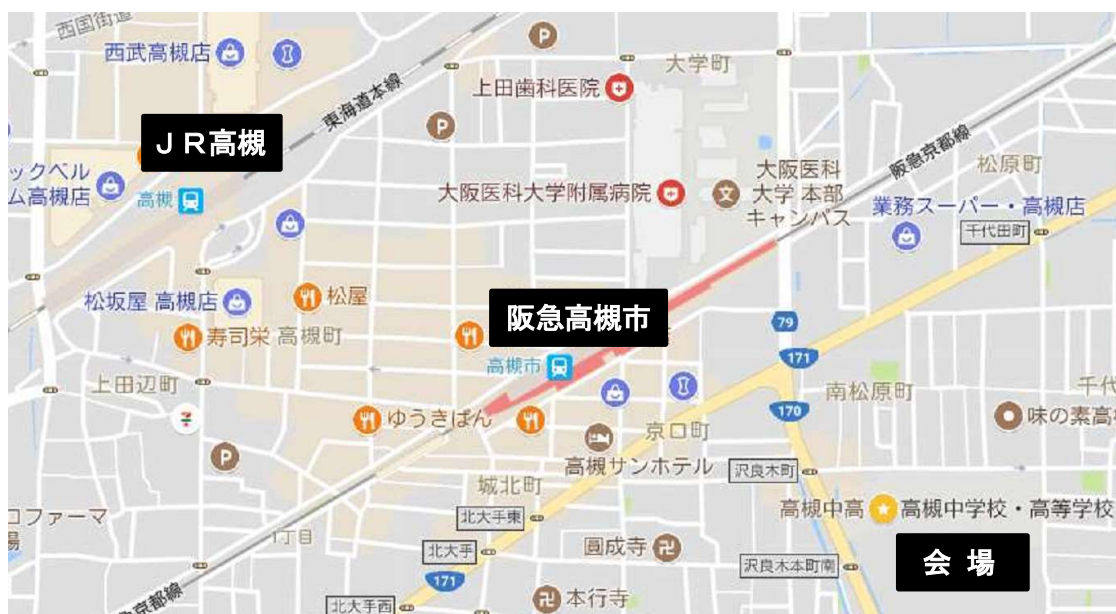 西国街道
西武高槻店
P
大学町
上田歯科医院
東海道本線
P
ＪＲ高槻
阪急京都線
松原町
大阪医科
大学 本部
キャンパス
ックベル
ム高槻店
高槻
大阪医科大学附属病院
文
業務スーパー・高槻店
千代田町
松坂屋 高槻店
松屋
阪急高槻市
79
寿司栄
高槻町
高槻市
171
上田辺町
南松原町
千代
170
味の素高
ゆうきぱん
京口町
P
高槻サンホテル
沢良木町
城北町
コファーマ
場
1丁目
北大手東
高槻中高
高槻中学校・高等学校
北大手
圓成寺
会 場
171
沢良木本町南
急京都線
北大手西
本行寺